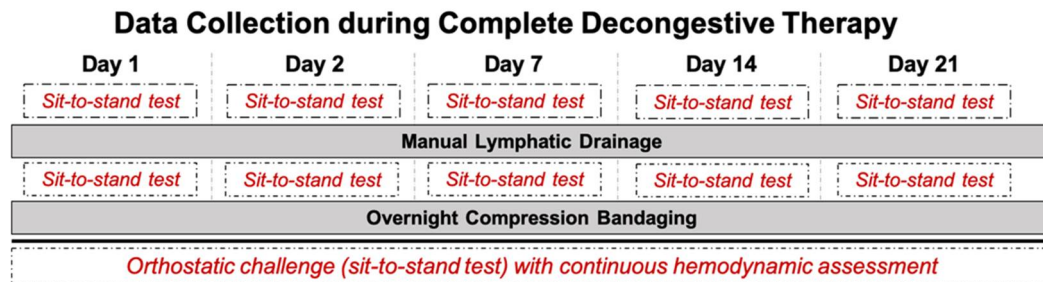 Data Collection during Complete Decongestive Therapy
Day 1 Day 2 Day 7 Day 14 Day 21
Sit-to-stand test Sit-to-stand test Sit-to-stand test Sit-to-stand test Sit-to-stand test
Manual Lymphatic Drainage
Sit-to-stand test Sit-to-stand test Sit-to-stand test Sit-to-stand test Sit-to-stand test
Overnight Compression Bandaging
Orthostatic challenge (sit-to-stand test) with continuous hemodynamic assessment